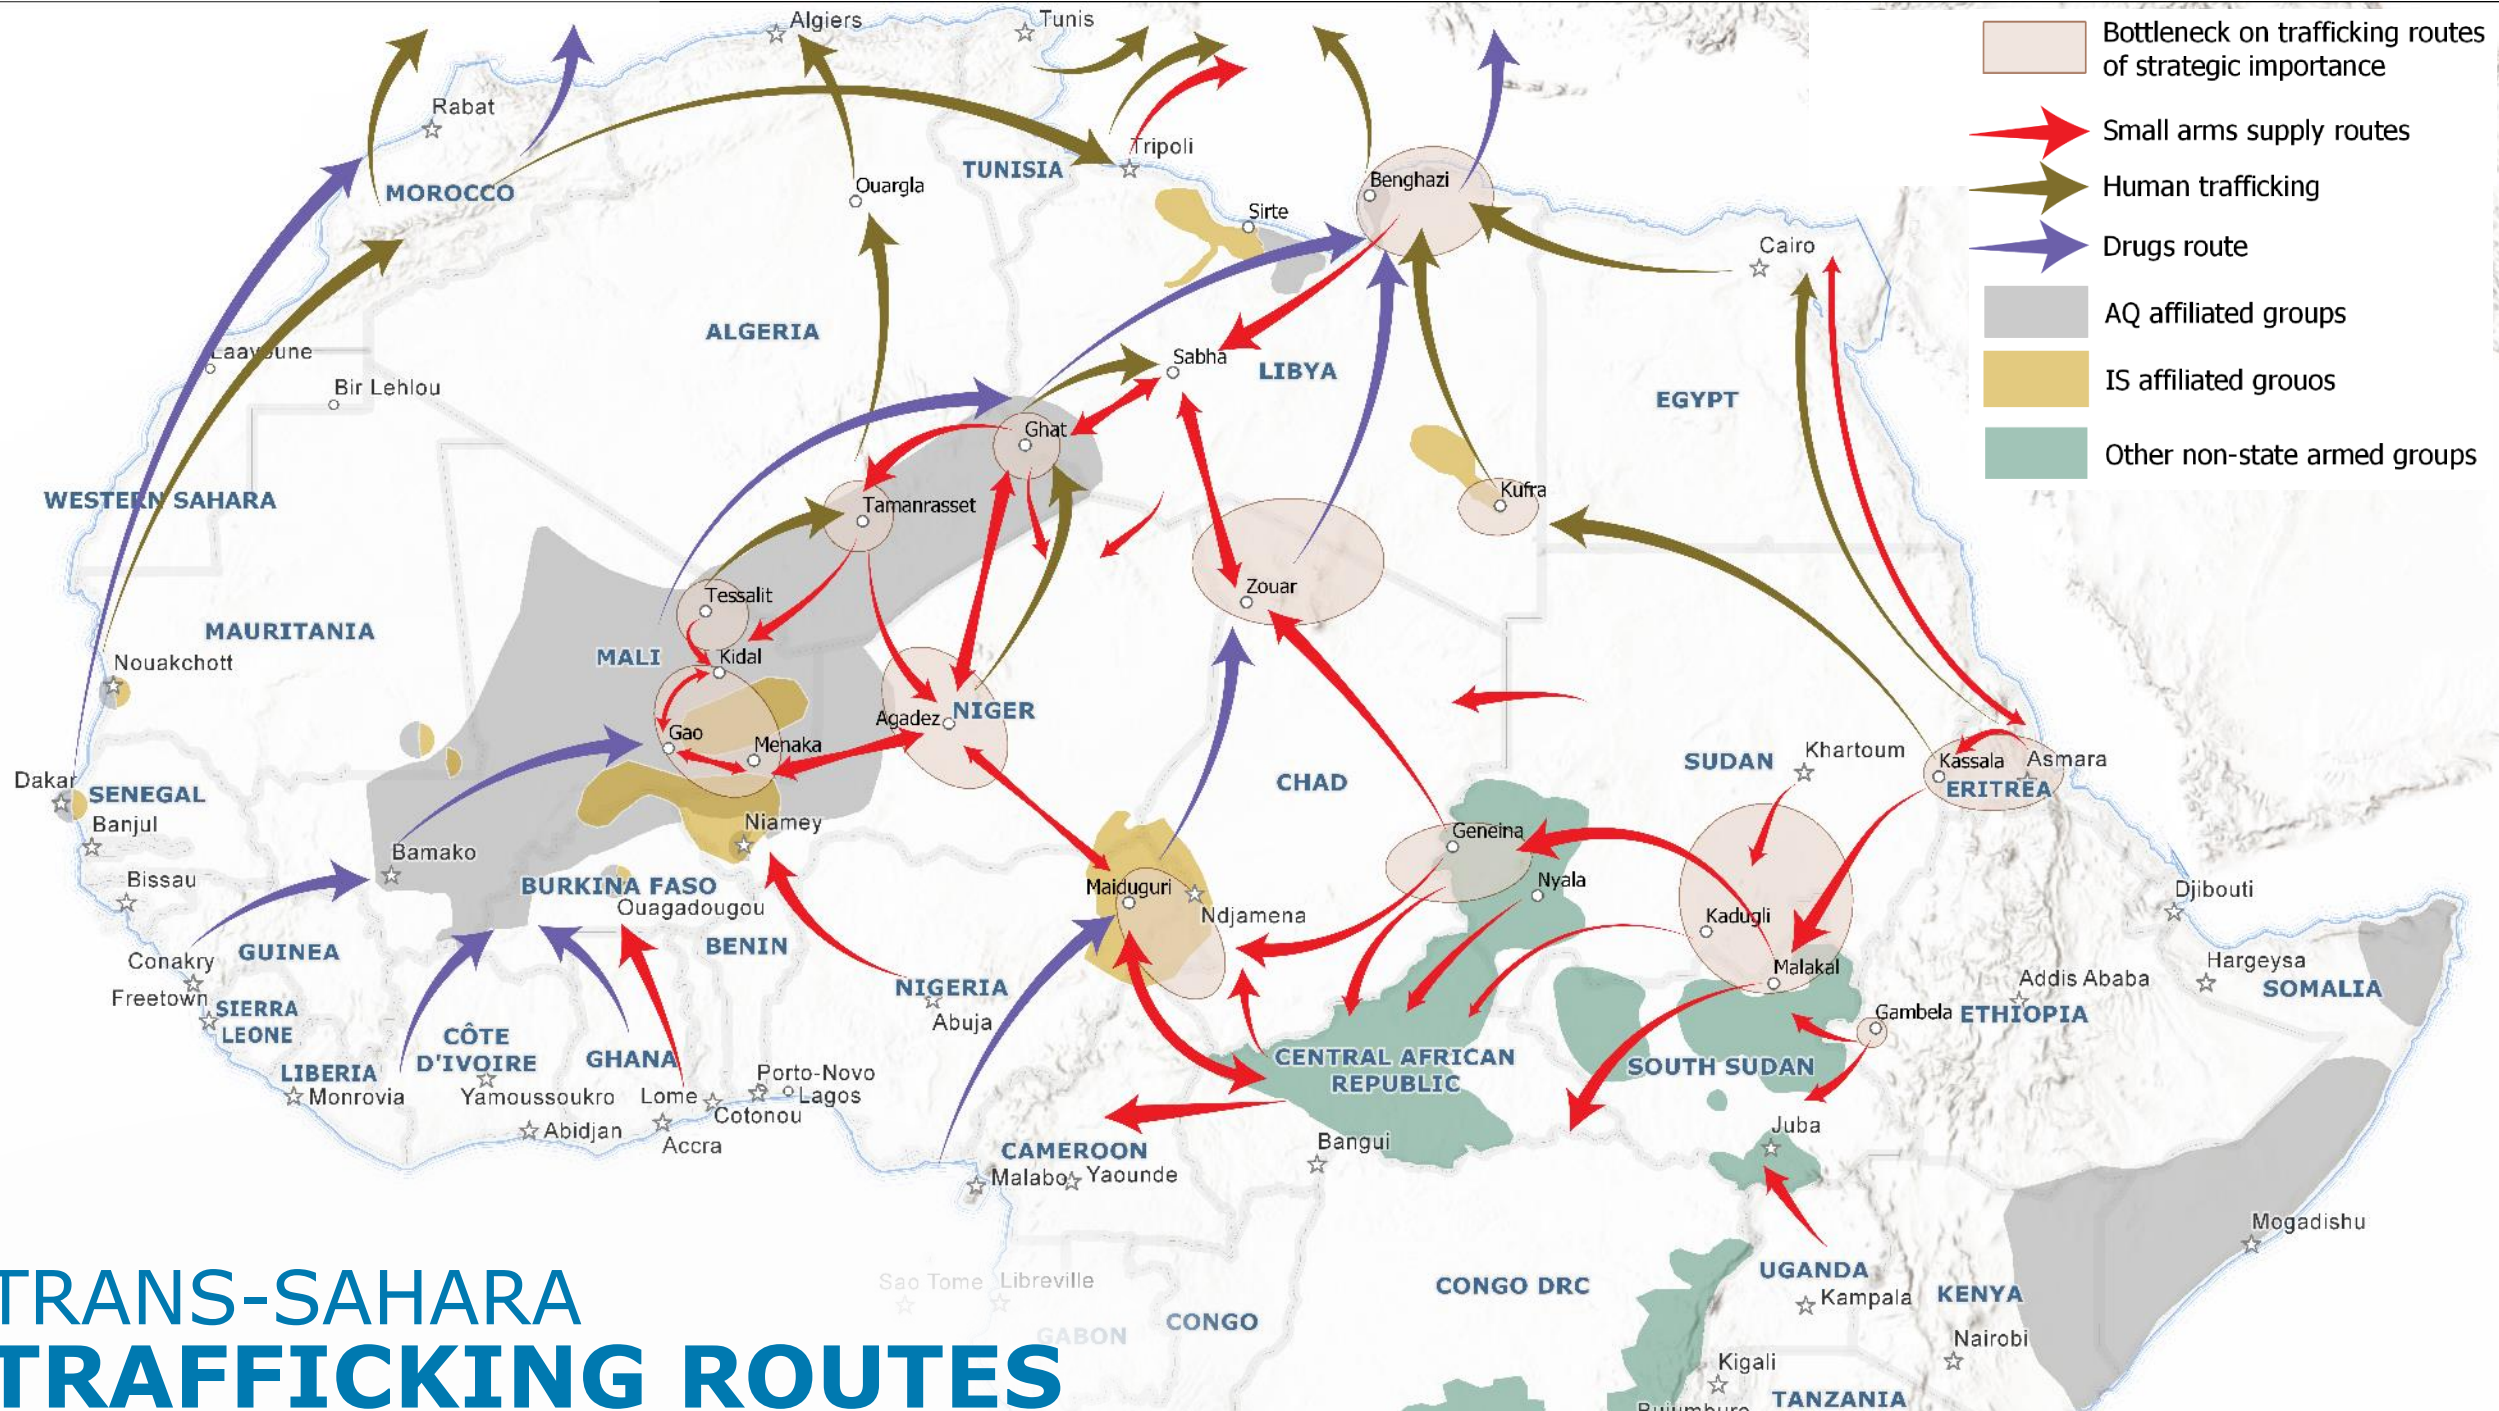 Algiers
Tunis
Bottleneck on trafficking routes
of strategic importance
Rabat
Small arms supply routes
Tripoli
TUNISIA
Human trafficking
MOROCCO
Ouargla
Benghazi
Sirte
Drugs route
Cairo
AQ affiliated groups
ALGERIA
Laayoune
Sabha
LIBYA
IS affiliated grouos
Bir Lehlou
EGYPT
Ghat
Other non-state armed groups
WESTERN SAHARA
Tamanrasset
Kufra
Tessalit
Zouar
MAURITANIA
MALI
Kidal
Nouakchott
Agadez
NIGER
Gao
Menaka
SUDAN
Khartoum
Kassala
Asmara
ERITREA
Dakar
SENEGAL
CHAD
Banjul
Niamey
Geneina
Bamako
Bissau
BURKINA FASO
Ouagadougou
Maiduguri
Nyala
Djibouti
Ndjamena
Kadugli
GUINEA
BENIN
Conakry
Malakal
Hargeysa
Freetown
NIGERIA
Addis Ababa
SOMALIA
SIERRA
LEONE
Abuja
Gambela
ETHIOPIA
CÔTE
D'IVOIRE
GHANA
CENTRAL AFRICAN
REPUBLIC
SOUTH SUDAN
LIBERIA
Monrovia
Yamoussoukro
Lome
Porto-Novo
Lagos
Cotonou
Abidjan
Accra
Juba
Bangui
CAMEROON
Malabo
Yaounde
Mogadishu
TRANS-SAHARA
TRAFFICKING ROUTES
Sao Tome
Libreville
GABON
CONGO
CONGO DRC
UGANDA
Kampala
KENYA
Nairobi
Kigali
TANZANIA